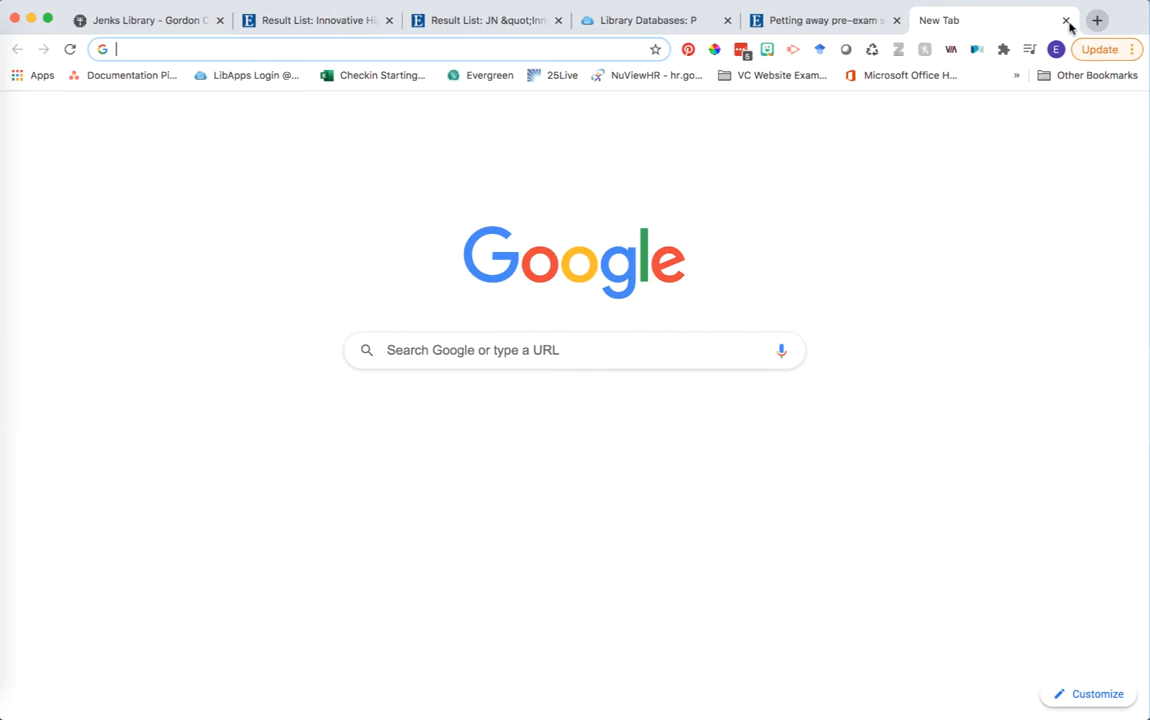 Jenks Library - Gordon C
Result List: Innovative Hi
Result List: JN &quot;Inn
Library Databases: P
Petting away pre-exam s
New Tab
5
E
Update
Apps
Documentation Pi...
LibApps Login @...
Checkin Starting...
Evergreen
25Live
NuViewHR - hr.go...
VC Website Exam...
Microsoft Office H...
»
Other Bookmarks
Google
Search Google or type a URL
Customize